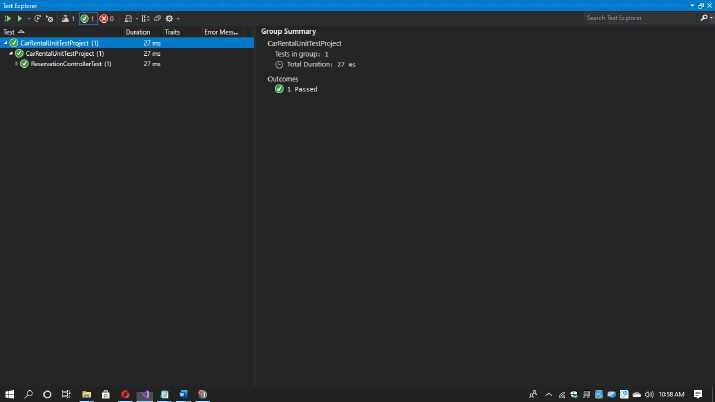 Test Explorer
1 1 0
Search Test Explorer
Test Duration Traits Error Mess...
CarRentalUnitTestProject (1) 27 ms
CarRentalUnitTestProject (1) 27 ms
ReservationControllerTest (1) 27 ms
Group Summary
CarRentalUnitTestProject
Tests in group: 1
Total Duration: 27 ms
Outcomes
1 Passed
10:58 AM